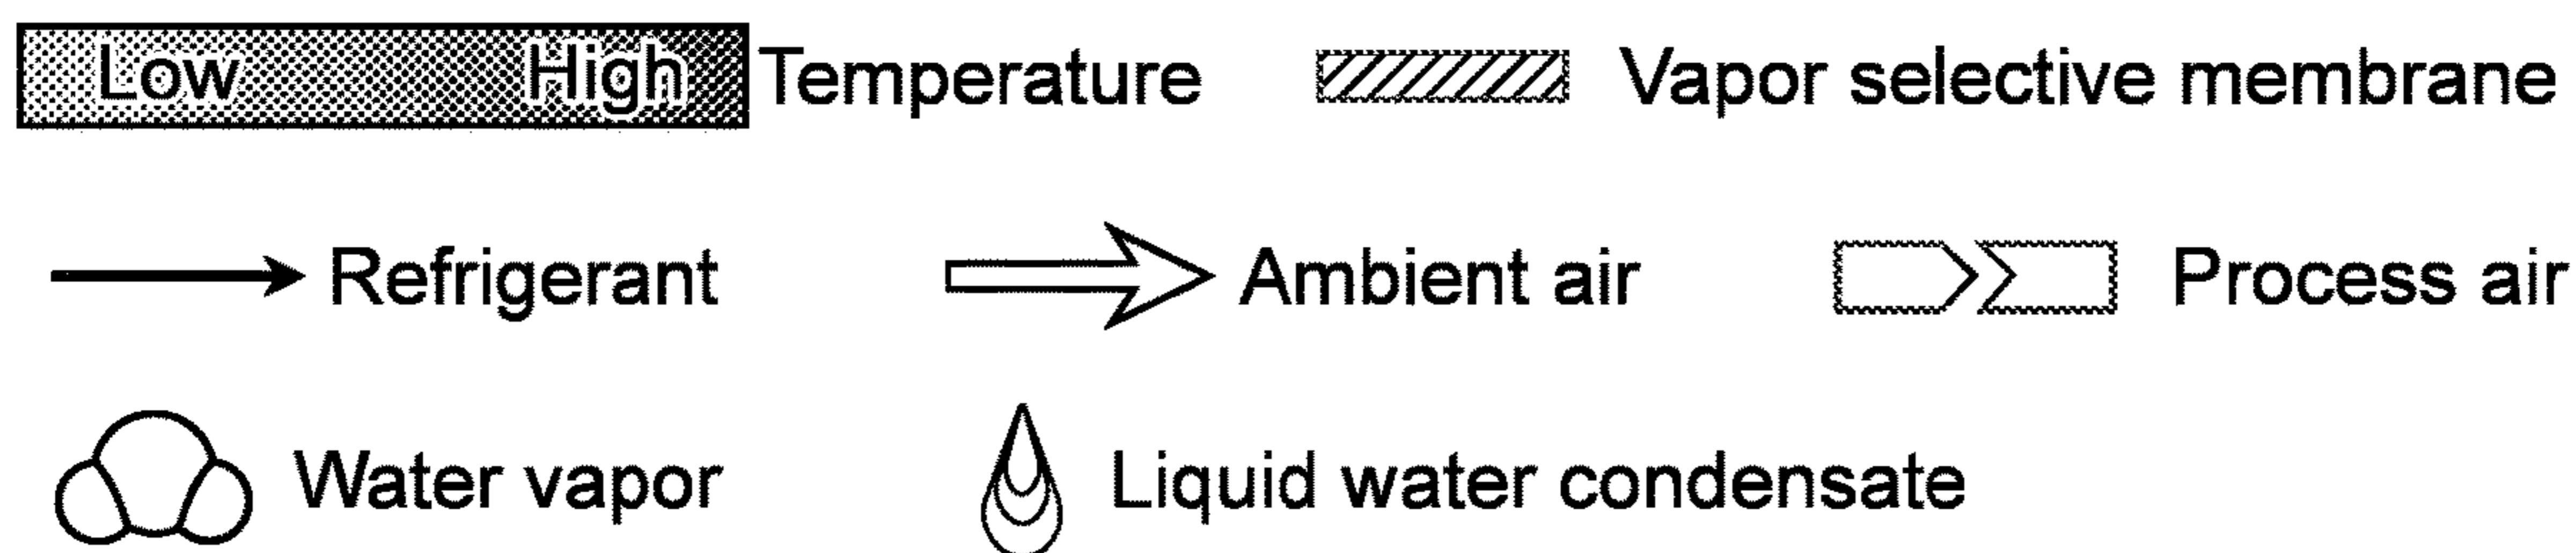 Low High Temperature Vapor selective membrane
Refrigerant Ambient air Process air
Water vapor Liquid water condensate